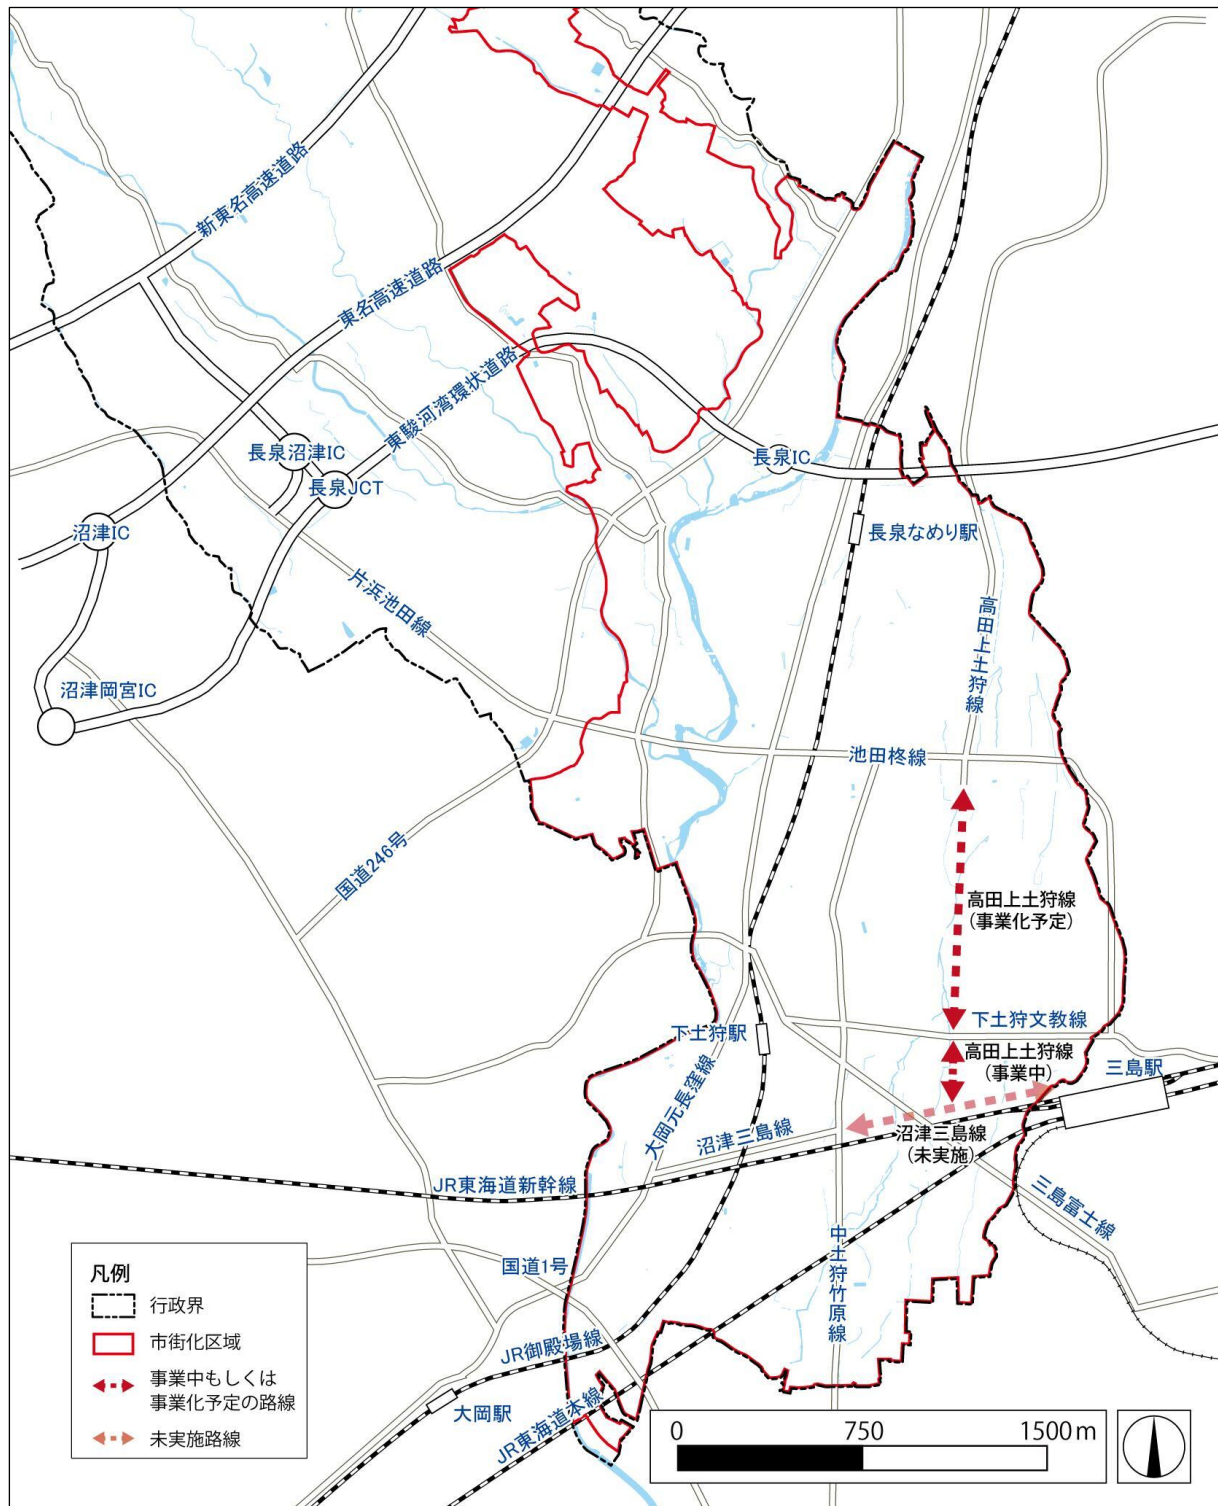 新東名高速道路
東名高速道路
東駿河湾環状道路
長泉沼津IC
長泉JCT
長泉IC
沼津IC
長泉なめり駅
片浜池田線
高田上土狩線
沼津岡宮IC
池田柊線
国道246号
高田上土狩線
(事業化予定)
下土狩文教線
下土狩駅
高田上土狩線
(事業中)
三島駅
大岡元長窪線
沼津三島線
沼津三島線
(未実施)
JR東海道新幹線
三島富士線
中土狩竹原線
国道1号
JR御殿場線
大岡駅
JR東海道本線
凡例
行政界
市街化区域
事業中もしくは
事業化予定の路線
未実施路線
0 750 1500m